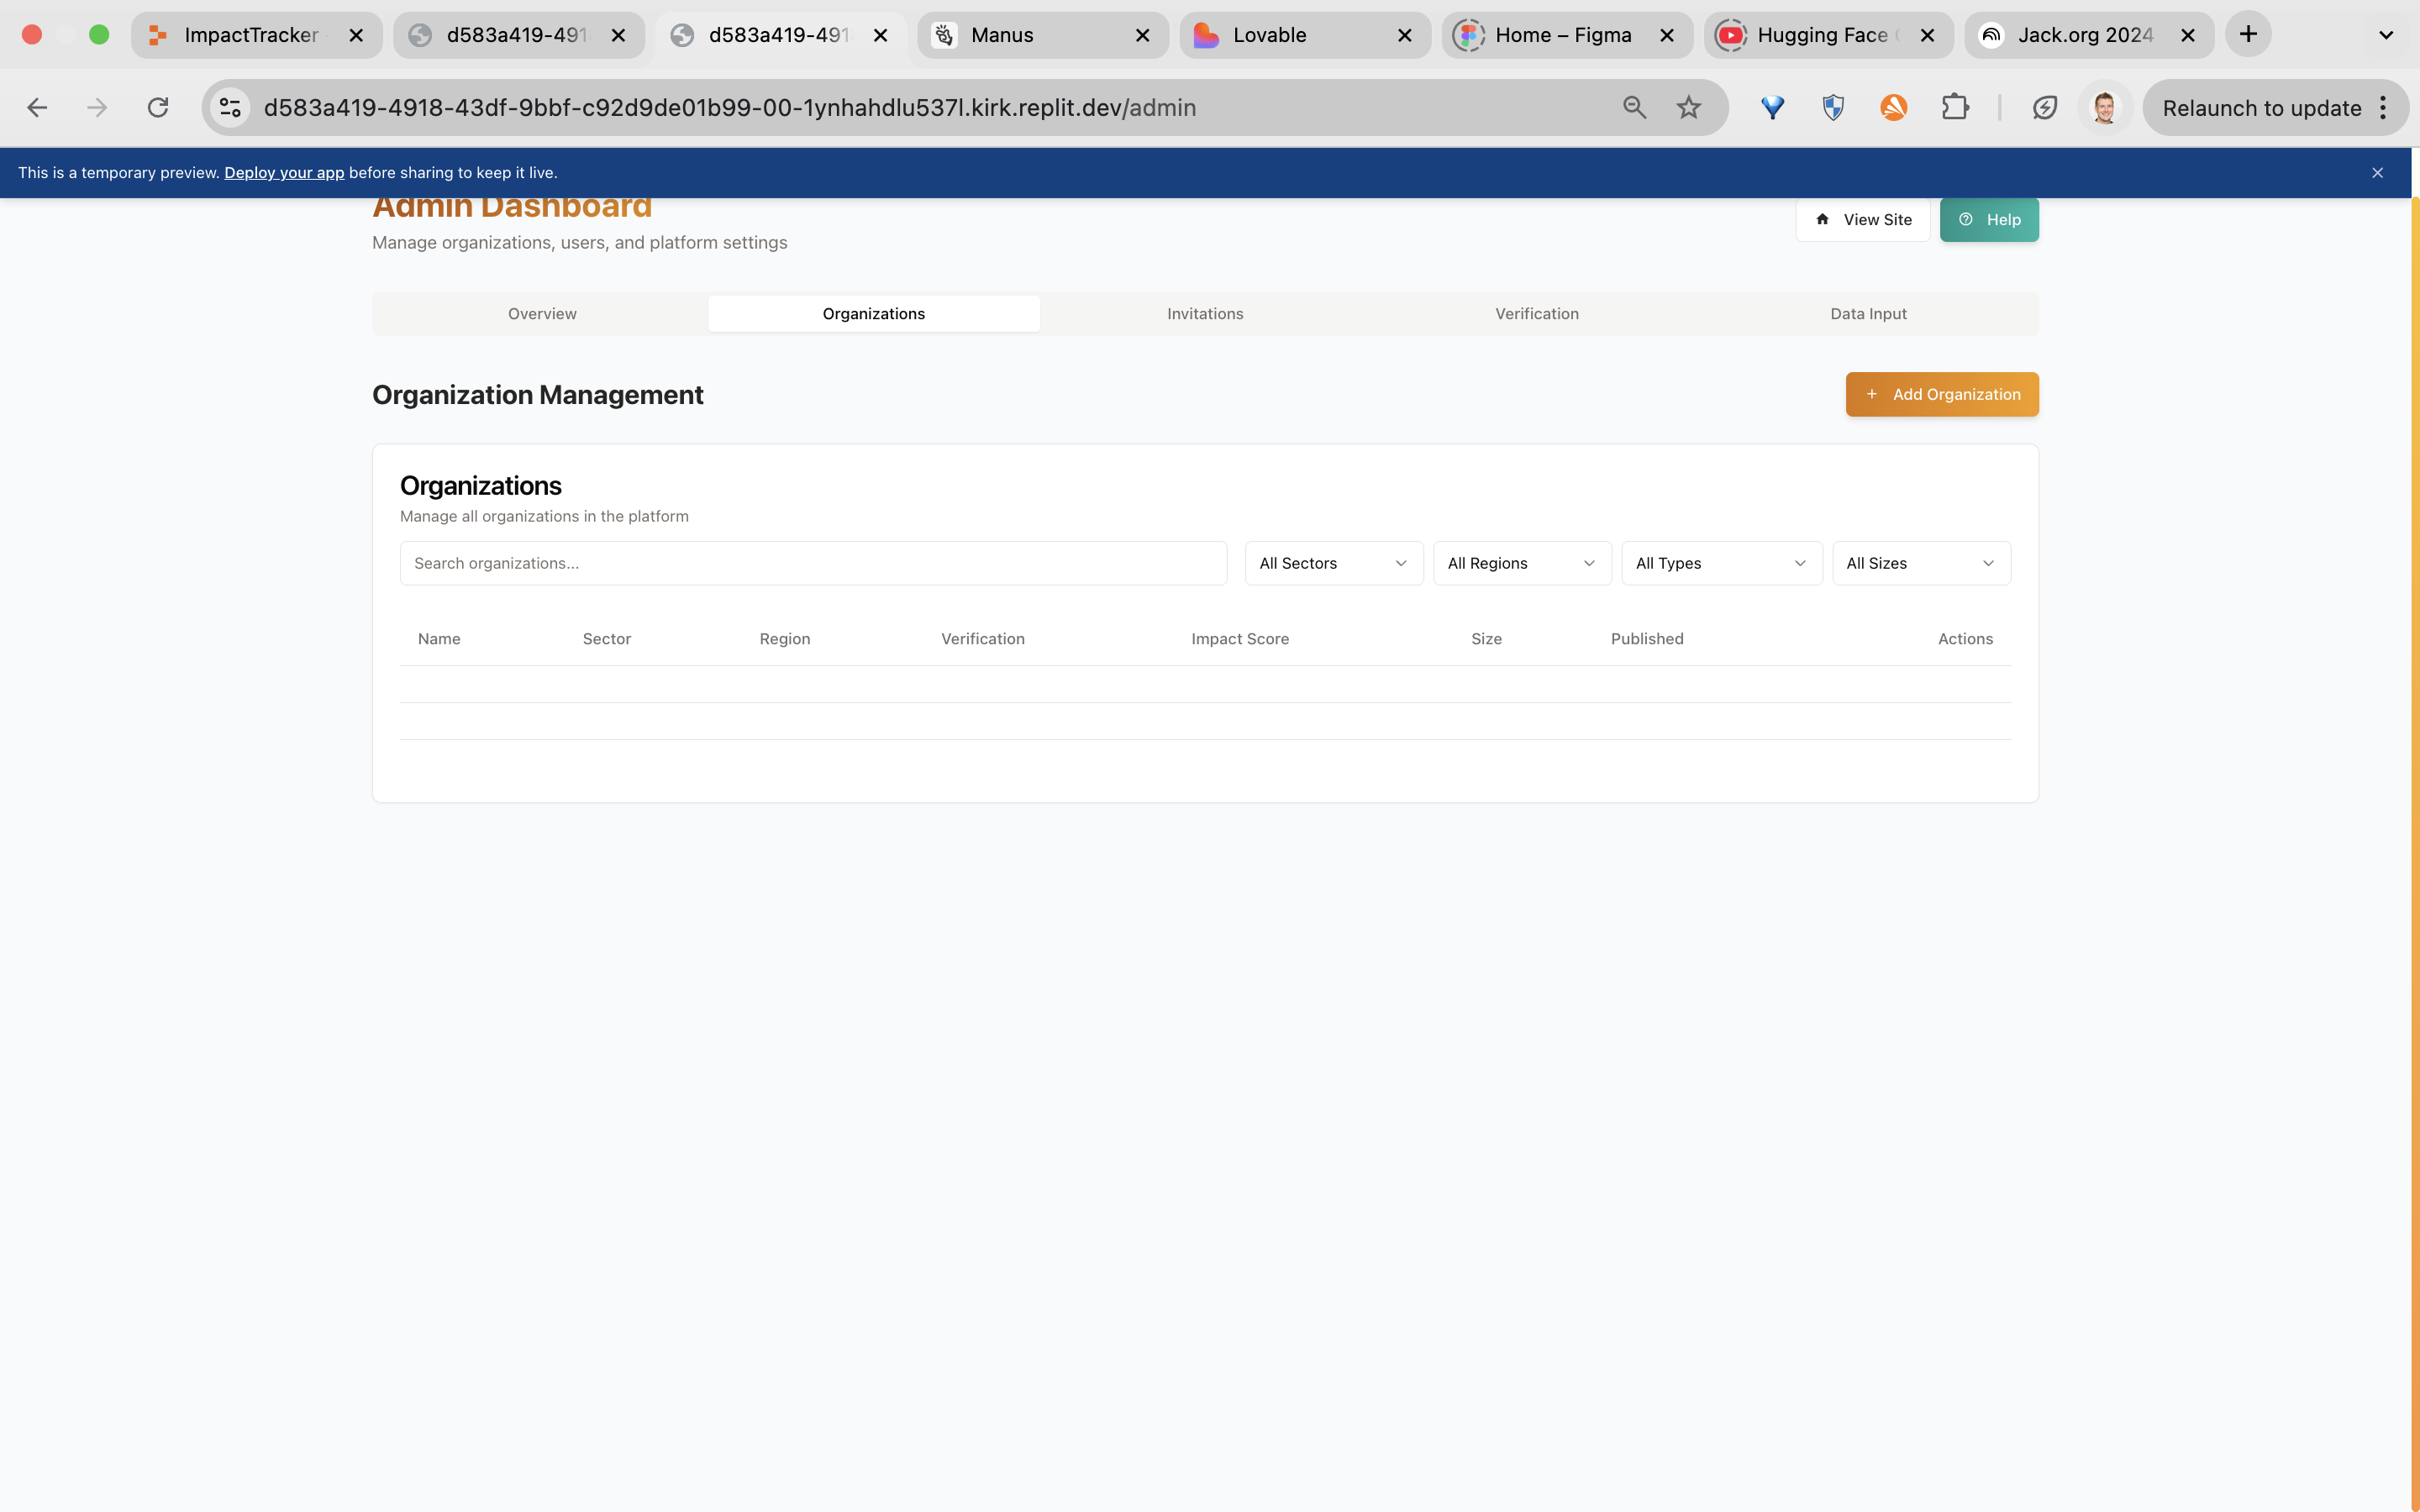 ImpactTracker
d583a419-491
d583a419-491
Manus
Lovable
Home – Figma
Hugging Face
Jack.org 2024
d583a419-4918-43df-9bbf-c92d9de01b99-00-1ynhahdlu537l.kirk.replit.dev/admin
Relaunch to update
This is a temporary preview. Deploy your app before sharing to keep it live.
Admin Dashboard
Manage organizations, users, and platform settings
View Site
Help
Overview
Organizations
Invitations
Verification
Data Input
Organization Management
+ Add Organization
Organizations
Manage all organizations in the platform
Search organizations...
All Sectors
All Regions
All Types
All Sizes
Name
Sector
Region
Verification
Impact Score
Size
Published
Actions